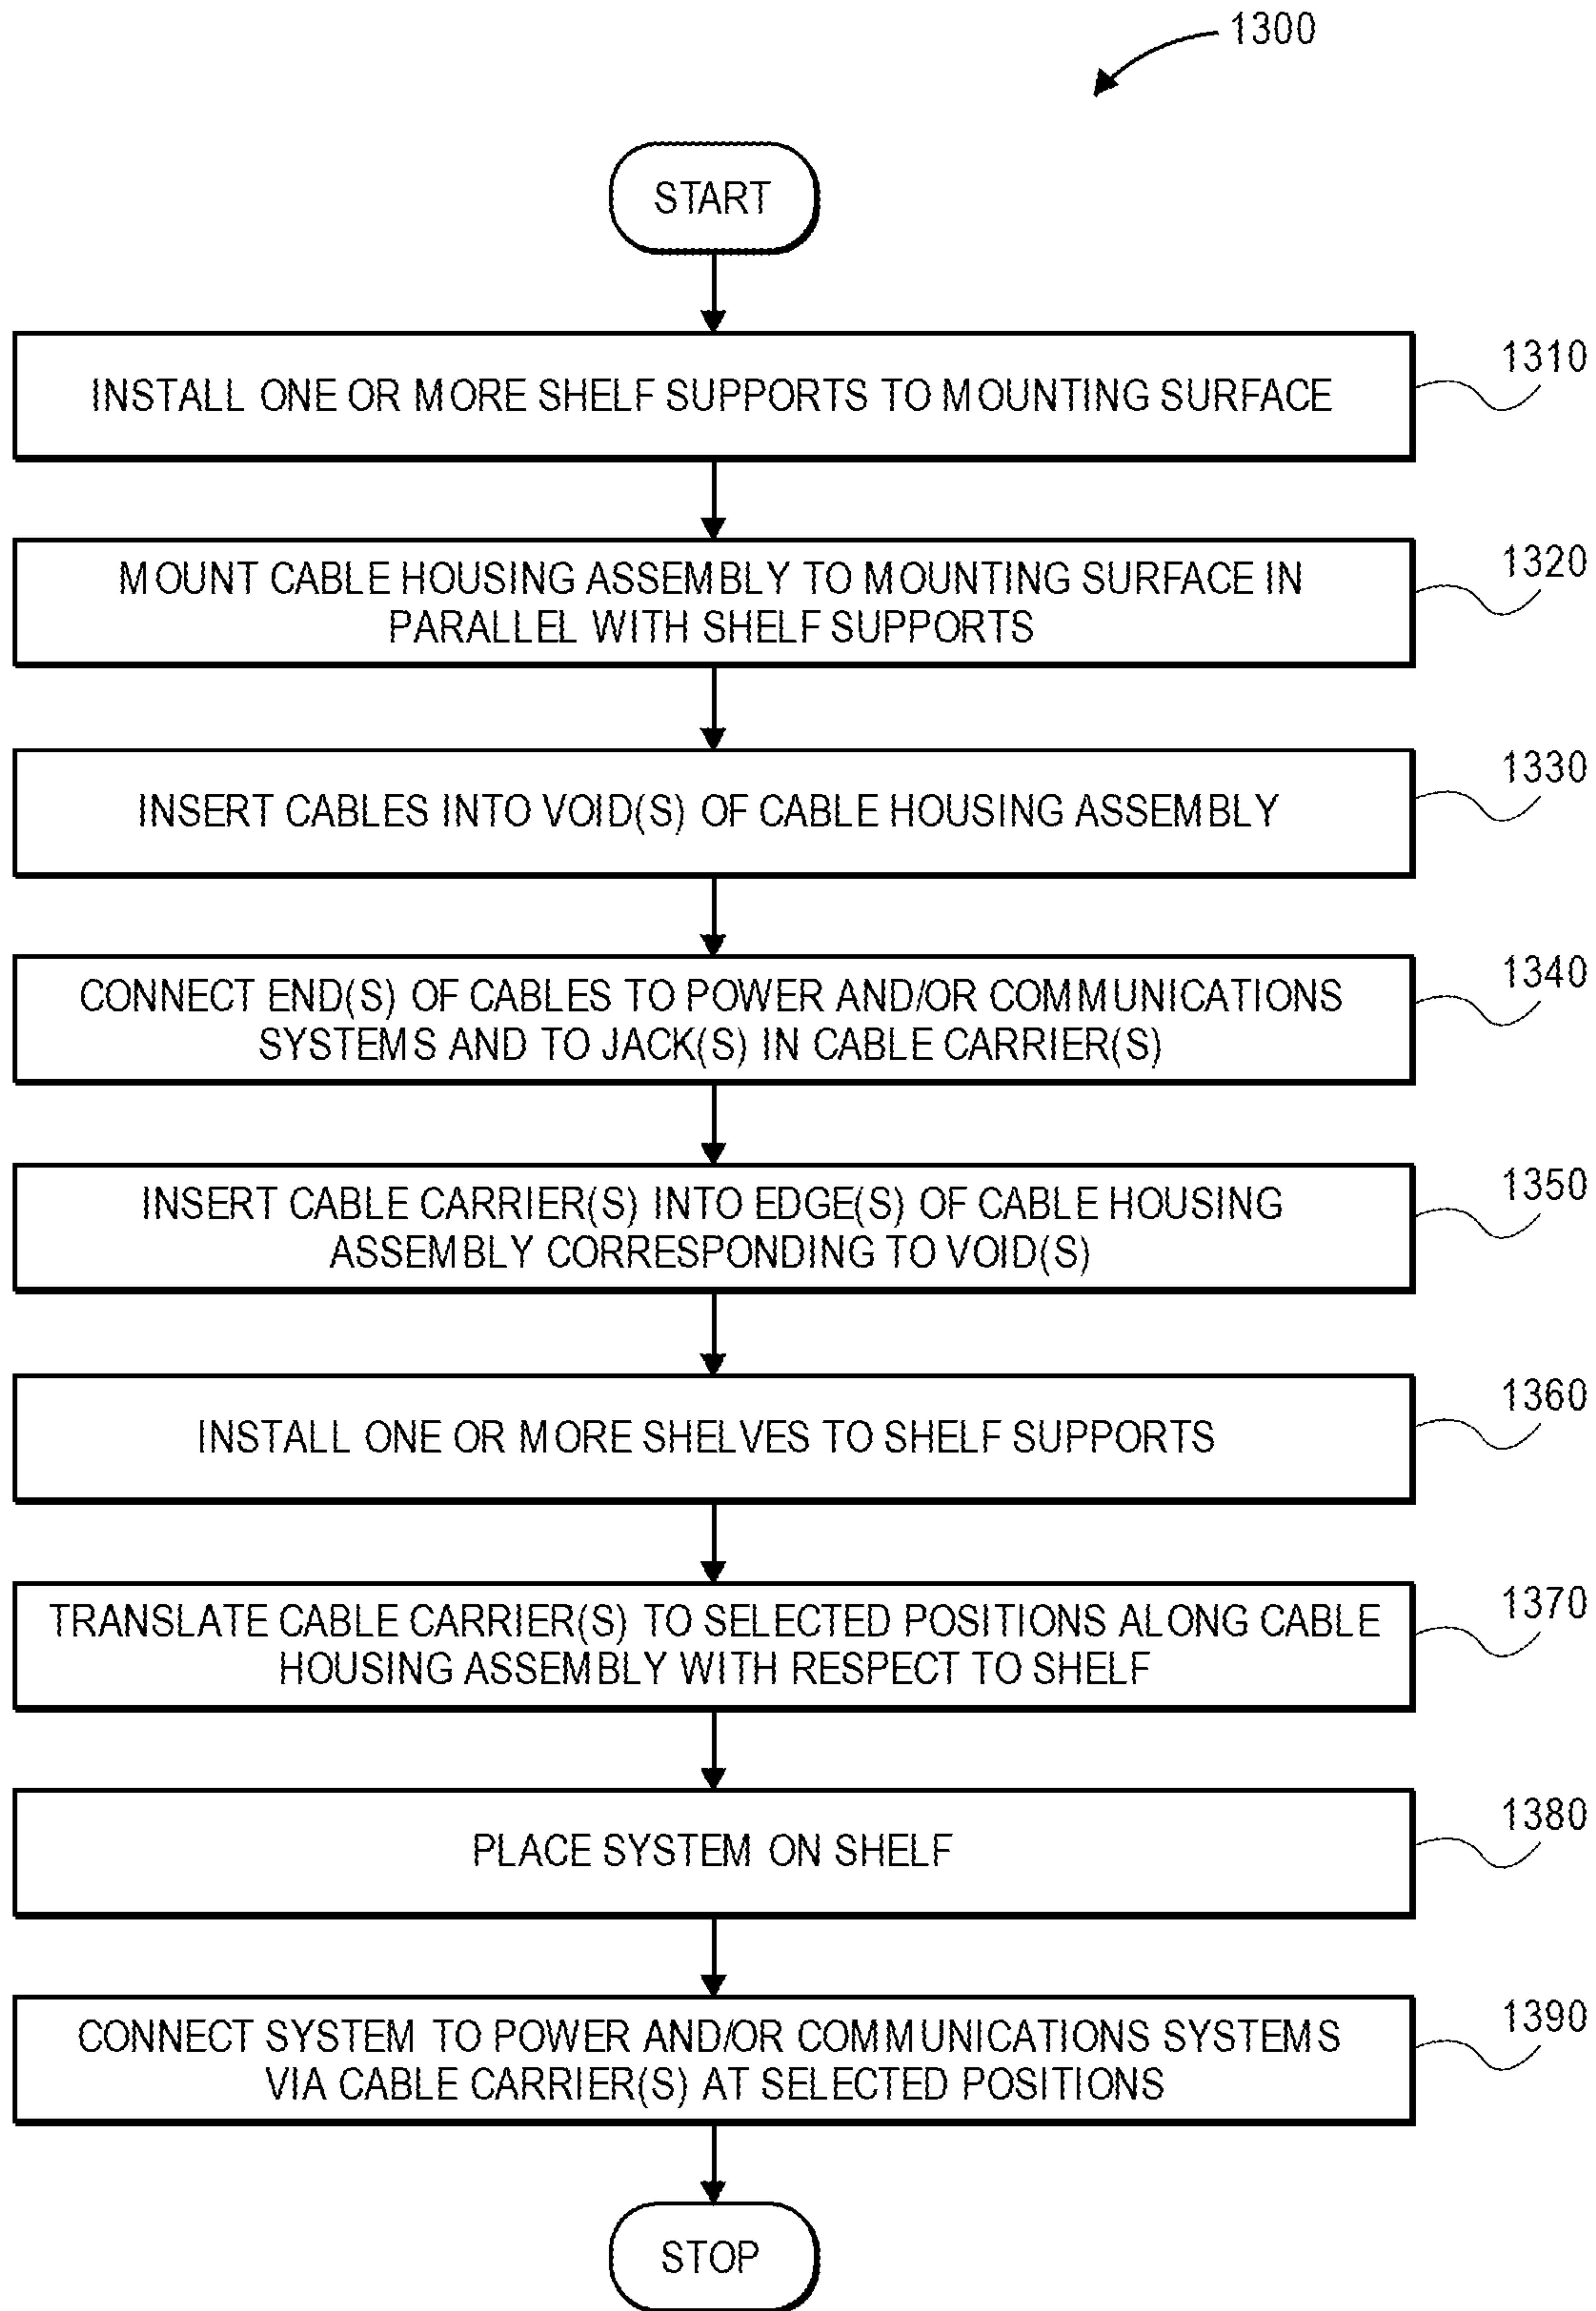 1300
START
INSTALL ONE OR MORE SHELF SUPPORTS TO MOUNTING SURFACE
1310
MOUNT CABLE HOUSING ASSEMBLY TO MOUNTING SURFACE IN
PARALLEL WITH SHELF SUPPORTS
1320
INSERT CABLES INTO VOID(S) OF CABLE HOUSING ASSEMBLY
1330
CONNECT END(S) OF CABLES TO POWER AND/OR COMMUNICATIONS
SYSTEMS AND TO JACK(S) IN CABLE CARRIER(S)
1340
INSERT CABLE CARRIER(S) INTO EDGE(S) OF CABLE HOUSING
ASSEMBLY CORRESPONDING TO VOID(S)
1350
INSTALL ONE OR MORE SHELVES TO SHELF SUPPORTS
1360
TRANSLATE CABLE CARRIER(S) TO SELECTED POSITIONS ALONG CABLE
HOUSING ASSEMBLY WITH RESPECT TO SHELF
1370
PLACE SYSTEM ON SHELF
1380
CONNECT SYSTEM TO POWER AND/OR COMMUNICATIONS SYSTEMS
VIA CABLE CARRIER(S) AT SELECTED POSITIONS
1390
STOP